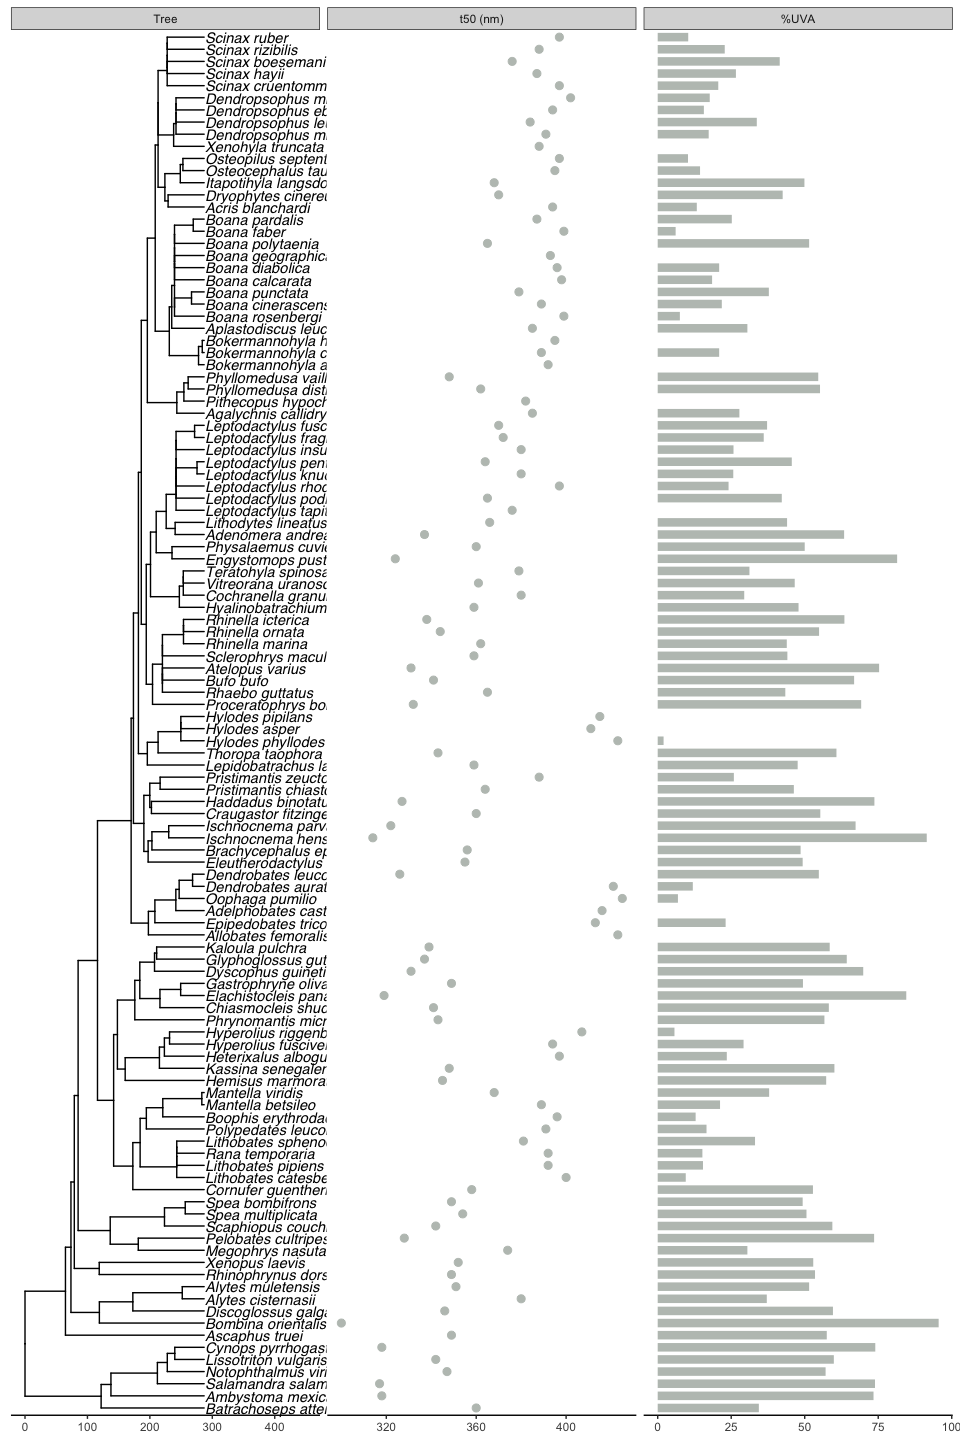 Tree t50 (nm) %UVA
Scinax ruber
Scinax rizibilis
Scinax boesemani
Scinax hayii
Scinax cruentomm
Dendropsophus m
Dendropsophus eb
Dendropsophus le
Dendropsophus m
Xenohyla truncata
Osteopilus septent
Osteocephalus tau
Itapotihyla langsdo
Dryophytes cinere
Acris blanchardi
Boana pardalis
Boana faber
Boana polytaenia
Boana geographica
Boana diabolica
Boana calcarata
Boana punctata
Boana cinerascens
Boana rosenbergi
Aplastodiscus leuc
Bokermannohyla h
Bokermannohyla c
Bokermannohyla a
Phyllomedusa vaill
Phyllomedusa disti
Pithecopus hypoch
Agalychnis callidry
Leptodactylus fusc
Leptodactylus fragi
Leptodactylus insu
Leptodactylus pent
Leptodactylus knud
Leptodactylus rhod
Leptodactylus podi
Leptodactylus tapit
Lithodytes lineatus
Adenomera andrea
Physalaemus cuvie
Engystomops pust
Teratohyla spinosa
Vitreorana uranosc
Cochranella granu
Hyalinobatrachium
Rhinella icterica
Rhinella ornata
Rhinella marina
Sclerophrys macul
Atelopus varius
Bufo bufo
Rhaebo guttatus
Proceratophrys boi
Hylodes pipilans
Hylodes asper
Hylodes phyllodes
Thoropa taophora
Lepidobatrachus la
Pristimantis zeucto
Pristimantis chiasto
Haddadus binotatu
Craugastor fitzinge
Ischnocnema parv
Ischnocnema hens
Brachycephalus ep
Eleutherodactylus
Dendrobates leuco
Dendrobates aurat
Oophaga pumilio
Adelphobates cast
Epipedobates trico
Allobates femoralis
Kaloula pulchra
Glyphoglossus gut
Dyscophus guineti
Gastrophryne oliva
Elachistocleis pana
Chiasmocleis shud
Phrynomantis micr
Hyperolius riggenb
Hyperolius fuscive
Heterixalus albogu
Kassina senegaler
Hemisus marmora
Mantella viridis
Mantella betsileo
Boophis erythroda
Polypedates leuco
Lithobates spheno
Rana temporaria
Lithobates pipiens
Lithobates catesbe
Cornufer guentheri
Spea bombifrons
Spea multiplicata
Scaphiopus couch
Pelobates cultripes
Megophrys nasuta
Xenopus laevis
Rhinophrynus dors
Alytes muletensis
Alytes cisternasii
Discoglossus galga
Bombina orientalis
Ascaphus truei
Cynops pyrrhogast
Lissotriton vulgaris
Notophthalmus viri
Salamandra salam
Ambystoma mexic
Batrachoseps atter
0 100 200 300 400 320 360 400 0 25 50 75 100